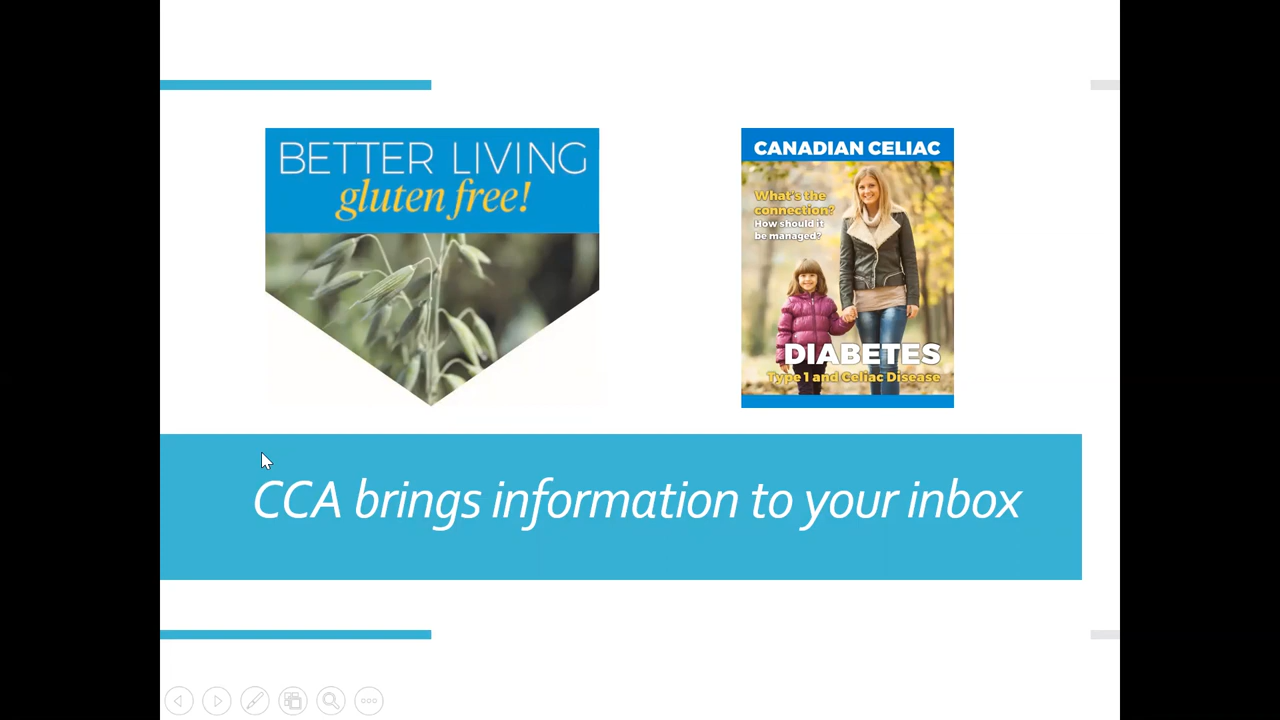 BETTER LIVING
gluten free!
CANADIAN CELIAC
What's the
connection?
How should it
be managed?
DIABETES
Type 1 and Celiac Disease
CCA brings information to your inbox